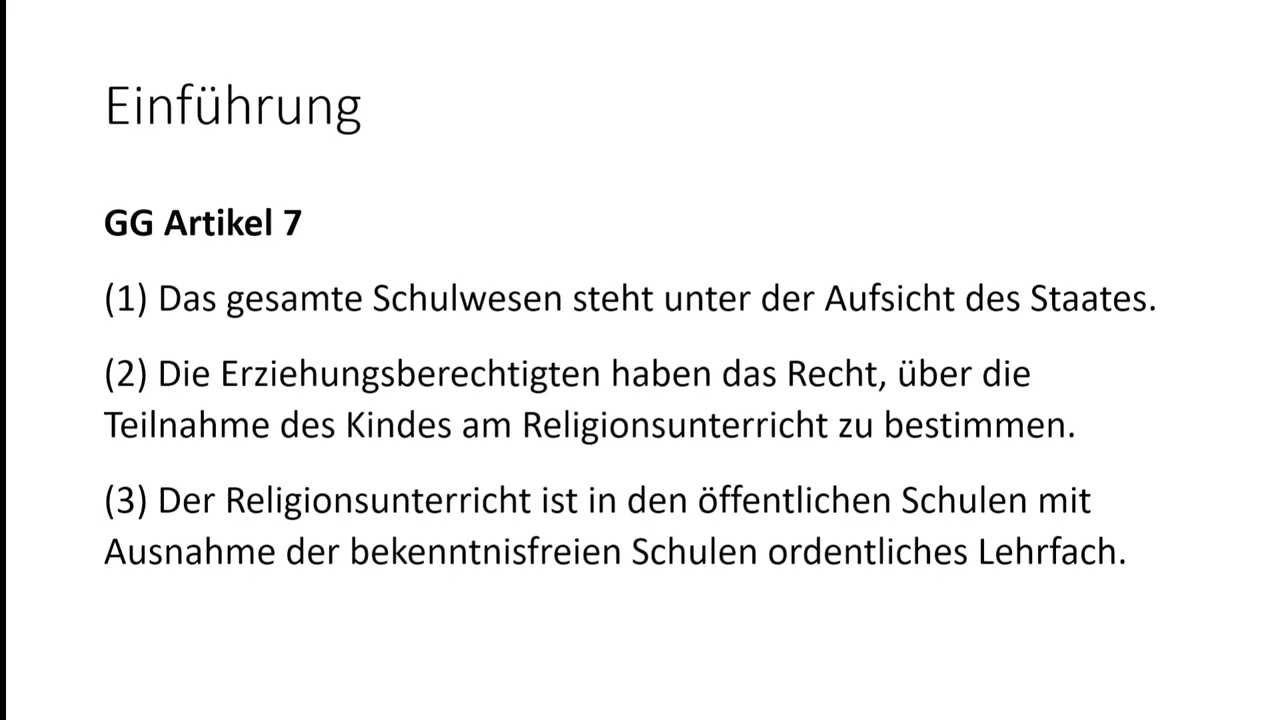 Einführung
GG Artikel 7
(1) Das gesamte Schulwesen steht unter der Aufsicht des Staates.
(2) Die Erziehungsberechtigten haben das Recht, über die
Teilnahme des Kindes am Religionsunterricht zu bestimmen.
(3) Der Religionsunterricht ist in den öffentlichen Schulen mit
Ausnahme der bekenntnisfreien Schulen ordentliches Lehrfach.